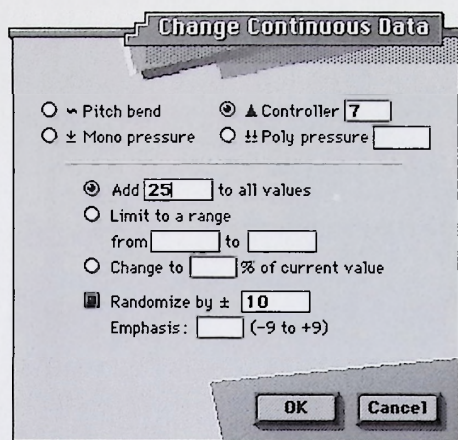 Change Continuous Data
Pitch bend Controller 7
Mono pressure Poly pressure
Add 25 to all values
Limit to a range
from to
Change to % of current value
Randomize by ± 10
Emphasis: (-9 to +9)
OK Cancel